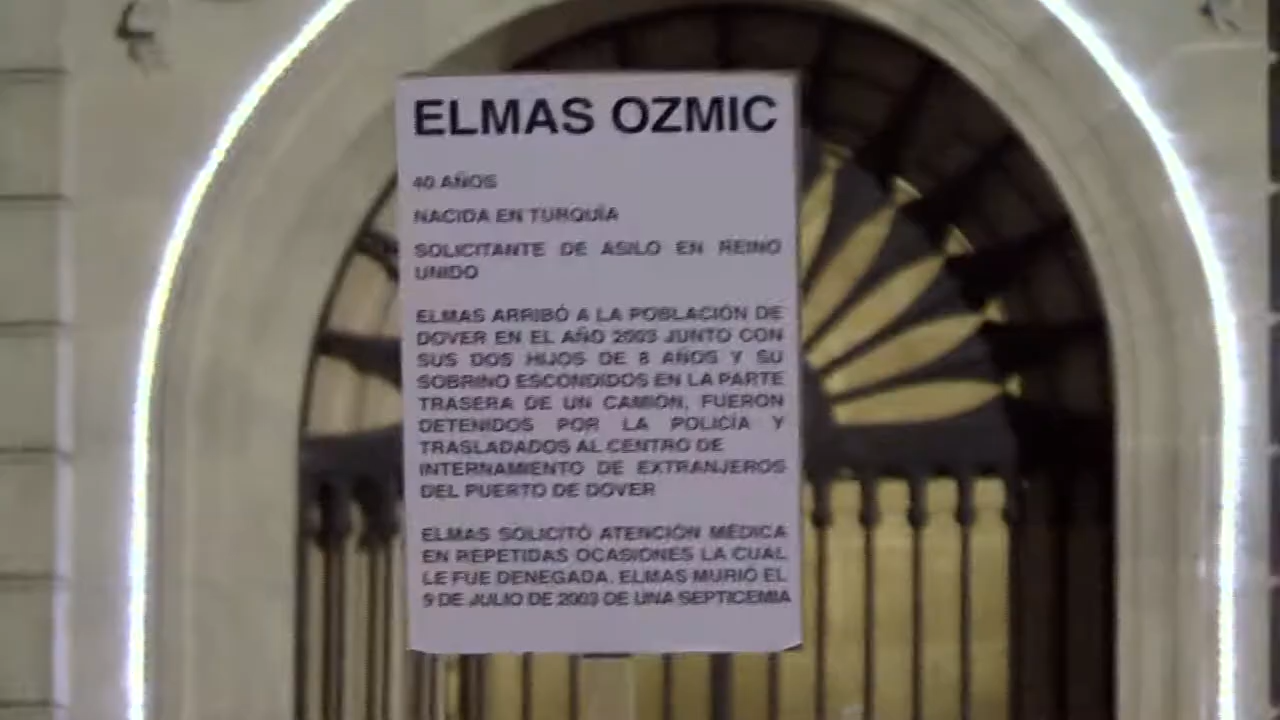 ELMAS OZMIC
40 AÑOS
NACIDA EN TURQUÍA
SOLICITANTE DE ASILO EN REINO
UNIDO
ELMAS ARRIBÓ A LA POBLACIÓN DE
DOVER EN EL AÑO 2003 JUNTO CON
SUS DOS HIJOS DE 8 AÑOS Y SU
SOBRINO ESCONDIDOS EN LA PARTE
TRASERA DE UN CAMIÓN, FUERON
DETENIDOS POR LA POLICÍA Y
TRASLADADOS AL CENTRO DE
INTERNAMIENTO DE EXTRANJEROS
DEL PUERTO DE DOVER
ELMAS SOLICITÓ ATENCIÓN MÉDICA
EN REPETIDAS OCASIONES LA CUAL
LE FUE DENEGADA. ELMAS MURIÓ EL
9 DE JULIO DE 2003 DE UNA SEPTICEMIA